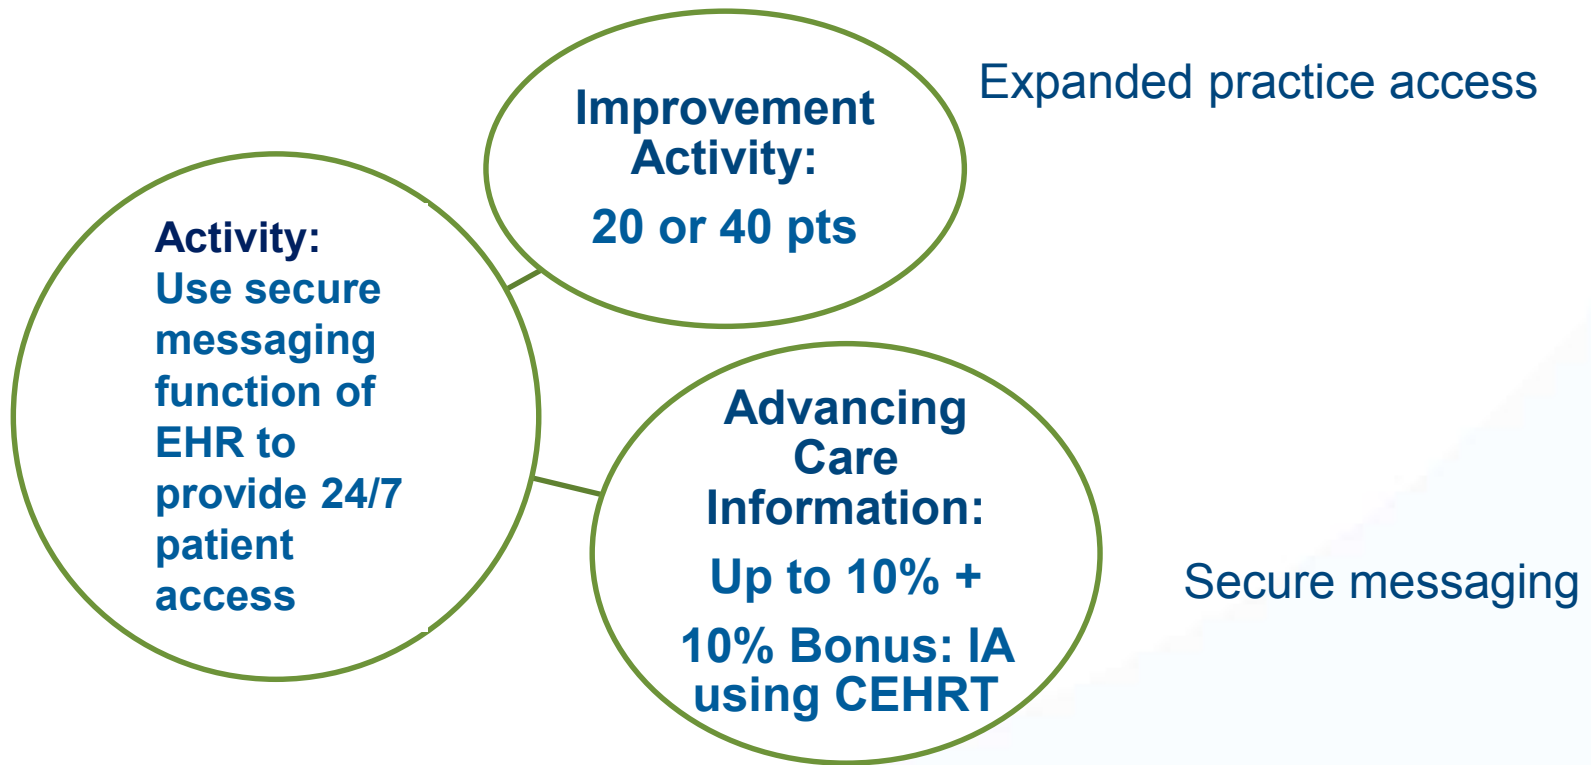 Activity:
Use secure
messaging
function of
EHR to
provide 24/7
patient
access
Improvement
Activity:
20 or 40 pts
Expanded practice access
Advancing
Care
Information:
Up to 10% +
10% Bonus: IA
using CEHRT
Secure messaging